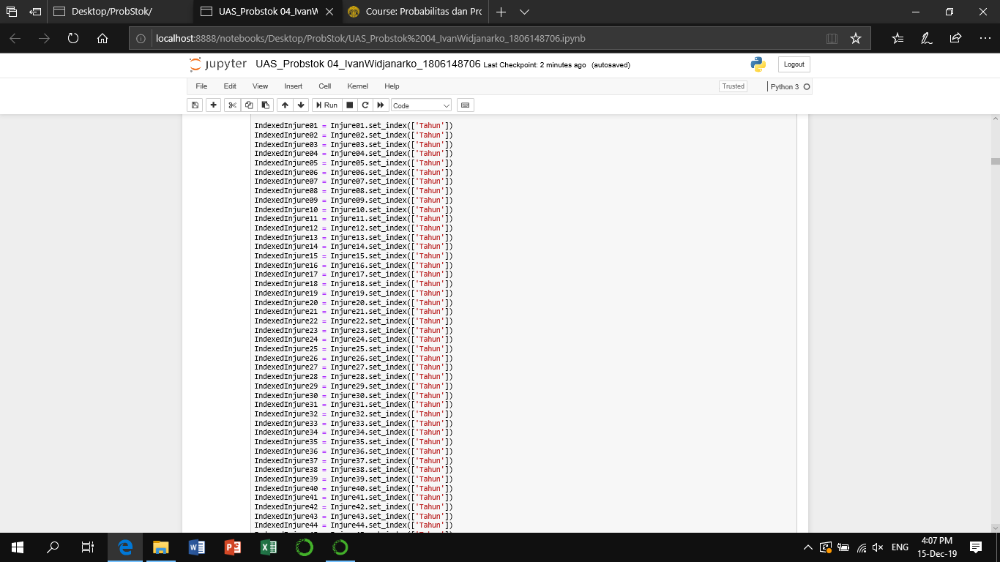 Desktop/ProbStok/
UAS_Probstok 04_IvanW
Course: Probabilitas dan Pro
localhost:8888/notebooks/Desktop/ProbStok/UAS_Probstok%2004_IvanWidjanarko_1806148706.ipynb
jupyter UAS_Probstok 04_IvanWidjanarko_1806148706 Last Checkpoint: 2 minutes ago (autosaved)
Logout
File Edit View Insert Cell Kernel Help
Trusted
Python 3
Run
Code
IndexedInjure01 = Injure01.set_index(['Tahun'])
IndexedInjure02 = Injure02.set_index(['Tahun'])
IndexedInjure03 = Injure03.set_index(['Tahun'])
IndexedInjure04 = Injure04.set_index(['Tahun'])
IndexedInjure05 = Injure05.set_index(['Tahun'])
IndexedInjure06 = Injure06.set_index(['Tahun'])
IndexedInjure07 = Injure07.set_index(['Tahun'])
IndexedInjure08 = Injure08.set_index(['Tahun'])
IndexedInjure09 = Injure09.set_index(['Tahun'])
IndexedInjure10 = Injure10.set_index(['Tahun'])
IndexedInjure11 = Injure11.set_index(['Tahun'])
IndexedInjure12 = Injure12.set_index(['Tahun'])
IndexedInjure13 = Injure13.set_index(['Tahun'])
IndexedInjure14 = Injure14.set_index(['Tahun'])
IndexedInjure15 = Injure15.set_index(['Tahun'])
IndexedInjure16 = Injure16.set_index(['Tahun'])
IndexedInjure17 = Injure17.set_index(['Tahun'])
IndexedInjure18 = Injure18.set_index(['Tahun'])
IndexedInjure19 = Injure19.set_index(['Tahun'])
IndexedInjure20 = Injure20.set_index(['Tahun'])
IndexedInjure21 = Injure21.set_index(['Tahun'])
IndexedInjure22 = Injure22.set_index(['Tahun'])
IndexedInjure23 = Injure23.set_index(['Tahun'])
IndexedInjure24 = Injure24.set_index(['Tahun'])
IndexedInjure25 = Injure25.set_index(['Tahun'])
IndexedInjure26 = Injure26.set_index(['Tahun'])
IndexedInjure27 = Injure27.set_index(['Tahun'])
IndexedInjure28 = Injure28.set_index(['Tahun'])
IndexedInjure29 = Injure29.set_index(['Tahun'])
IndexedInjure30 = Injure30.set_index(['Tahun'])
IndexedInjure31 = Injure31.set_index(['Tahun'])
IndexedInjure32 = Injure32.set_index(['Tahun'])
IndexedInjure33 = Injure33.set_index(['Tahun'])
IndexedInjure34 = Injure34.set_index(['Tahun'])
IndexedInjure35 = Injure35.set_index(['Tahun'])
IndexedInjure36 = Injure36.set_index(['Tahun'])
IndexedInjure37 = Injure37.set_index(['Tahun'])
IndexedInjure38 = Injure38.set_index(['Tahun'])
IndexedInjure39 = Injure39.set_index(['Tahun'])
IndexedInjure40 = Injure40.set_index(['Tahun'])
IndexedInjure41 = Injure41.set_index(['Tahun'])
IndexedInjure42 = Injure42.set_index(['Tahun'])
IndexedInjure43 = Injure43.set_index(['Tahun'])
IndexedInjure44 = Injure44.set_index(['Tahun'])
ENG
4:07 PM
15-Dec-19